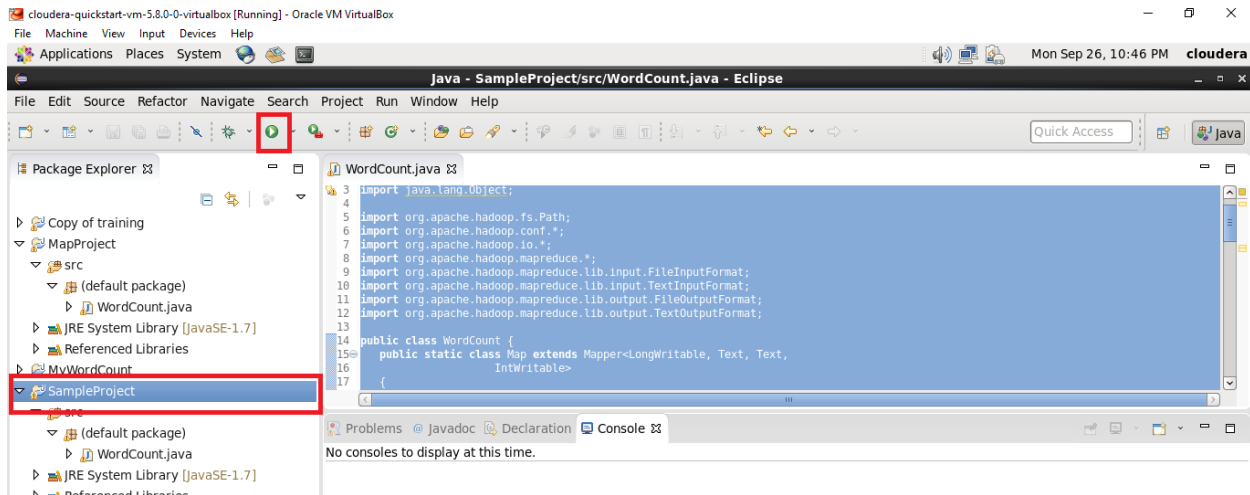 cloudera-quickstart-vm-5.8.0-0-virtualbox [Running] - Oracle VM VirtualBox
File Machine View Input Devices Help
Applications Places System Mon Sep 26, 10:46 PM cloudera
Java - SampleProject/src/WordCount.java - Eclipse
File Edit Source Refactor Navigate Search Project Run Window Help
Quick Access Java
Package Explorer
WordCount.java
Copy of training
MapProject
src
(default package)
WordCount.java
JRE System Library [JavaSE-1.7]
Referenced Libraries
MyWordCount
SampleProject
src
(default package)
WordCount.java
JRE System Library [JavaSE-1.7]
Referenced Libraries
3 import java.lang.Object;
4
5 import org.apache.hadoop.fs.Path;
6 import org.apache.hadoop.conf.*;
7 import org.apache.hadoop.io.*;
8 import org.apache.hadoop.mapreduce.*;
9 import org.apache.hadoop.mapreduce.lib.input.FileInputFormat;
10 import org.apache.hadoop.mapreduce.lib.input.TextInputFormat;
11 import org.apache.hadoop.mapreduce.lib.output.FileOutputFormat;
12 import org.apache.hadoop.mapreduce.lib.output.TextOutputFormat;
13
14 public class WordCount {
15 public static class Map extends Mapper<LongWritable, Text, Text,
16 IntWritable>
17 {
Problems @ Javadoc Declaration Console
No consoles to display at this time.